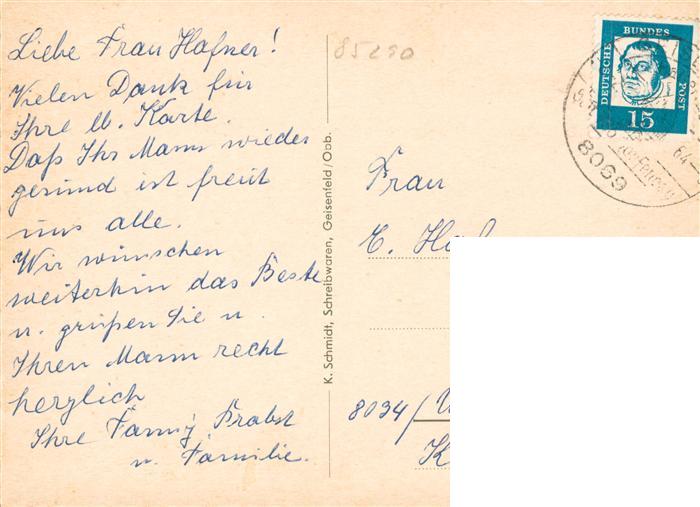 Liebe Frau Hafner!
Vielen Dank für
Ihre lb. Karte.
Daß Ihr Mann wieder
gesund ist freut
uns alle.
Wir wünschen
weiterhin das Beste
u. grüßen Sie u.
Ihren Mann recht
herzlich
Ihre Fanny Probst
u. Familie.
K. Schmidt, Schreibwaren, Geisenfeld/Obb.
85290
DEUTSCHE BUNDESPOST
15
8069
Frau
E. Haf
8034/
K